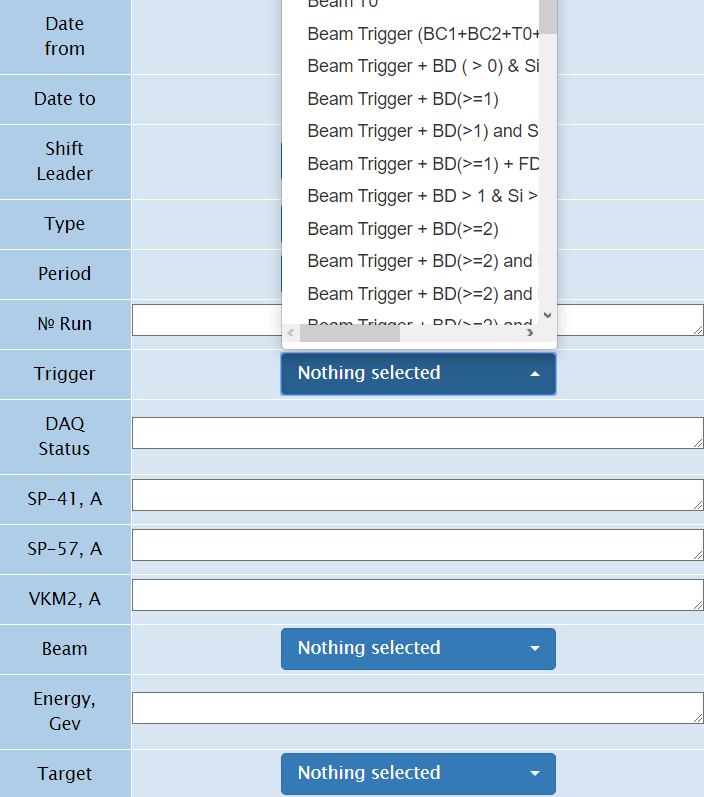 Beam T0
Date
from
Beam Trigger (BC1+BC2+T0+
Beam Trigger + BD ( > 0) & Si
Date to
Beam Trigger + BD(>=1)
Beam Trigger + BD(>1) and S
Shift
Leader
Beam Trigger + BD(>=1) + FD
Beam Trigger + BD > 1 & Si >
Type
Beam Trigger + BD(>=2)
Beam Trigger + BD(>=2) and
Period
Beam Trigger + BD(>=2) and
№ Run
Beam Trigger + BD(>=2) and
Trigger
Nothing selected
DAQ
Status
SP-41, A
SP-57, A
VKM2, A
Beam
Nothing selected
Energy,
Gev
Target
Nothing selected